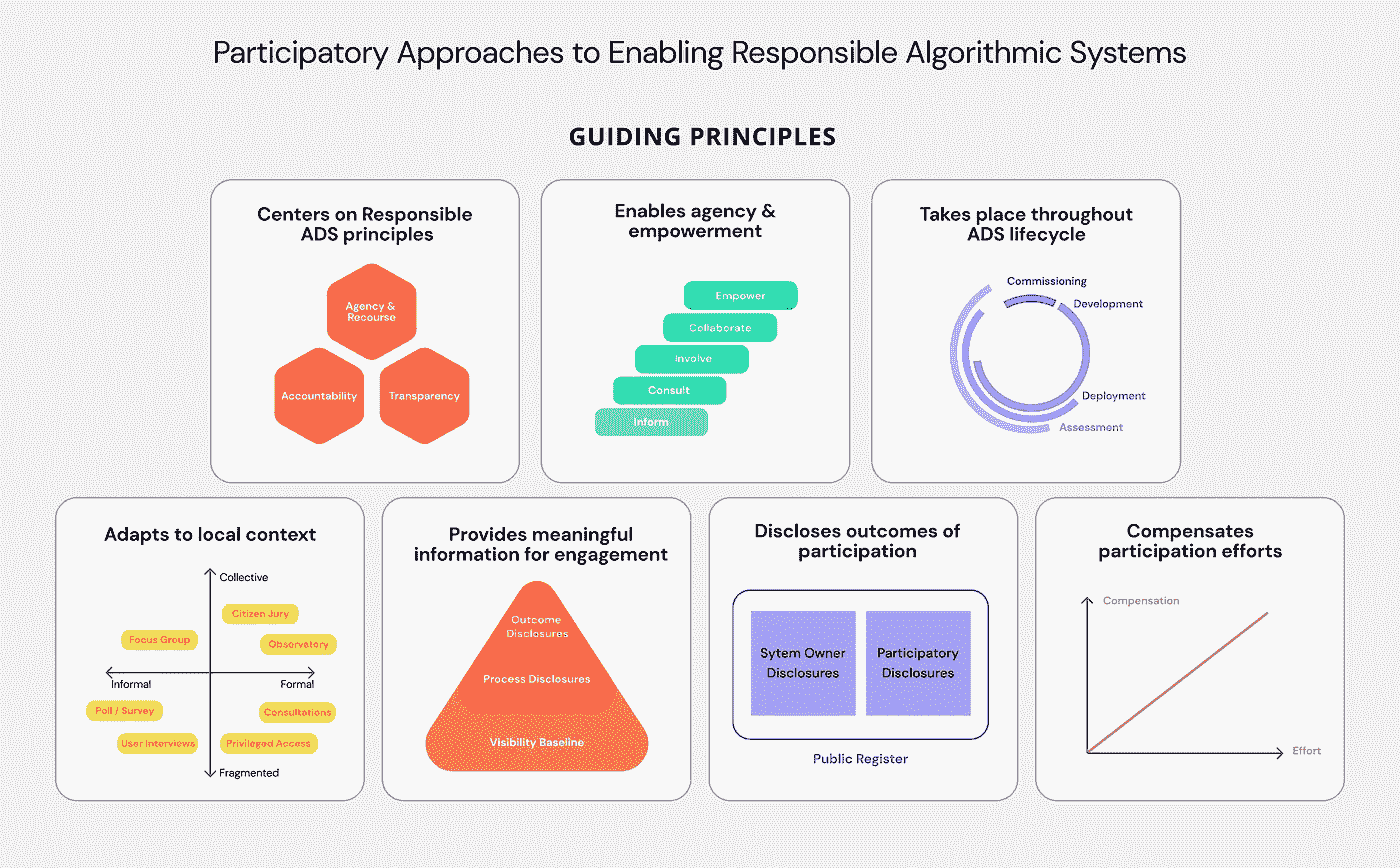 Participatory Approaches to Enabling Responsible Algorithmic Systems
GUIDING PRINCIPLES
Centers on Responsible
ADS principles
Agency &
Recourse
Accountability
Transparency
Enables agency &
empowerment
Empower
Collaborate
Involve
Consult
Inform
Takes place throughout
ADS lifecycle
Commissioning
Development
Deployment
Assessment
Adapts to local context
Collective
Citizen Jury
Focus Group
Observatory
Informal
Formal
Poll / Survey
Consultations
User Interviews
Privileged Access
Fragmented
Provides meaningful
information for engagement
Outcome
Disclosures
Process Disclosures
Visibility Baseline
Discloses outcomes of
participation
Sytem Owner
Disclosures
Participatory
Disclosures
Public Register
Compensates
participation efforts
Compensation
Effort